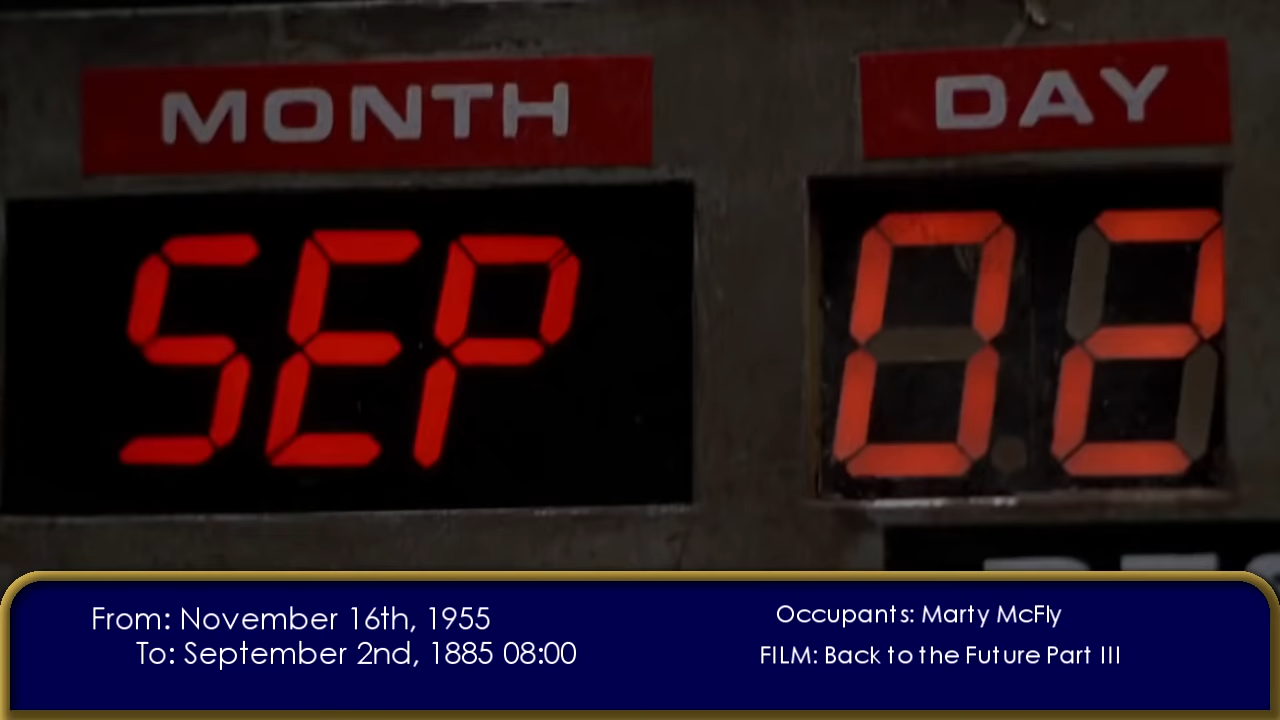 MONTH DAY
SEP 02
From: November 16th, 1955
To: September 2nd, 1885 08:00
Occupants: Marty McFly
FILM: Back to the Future Part III